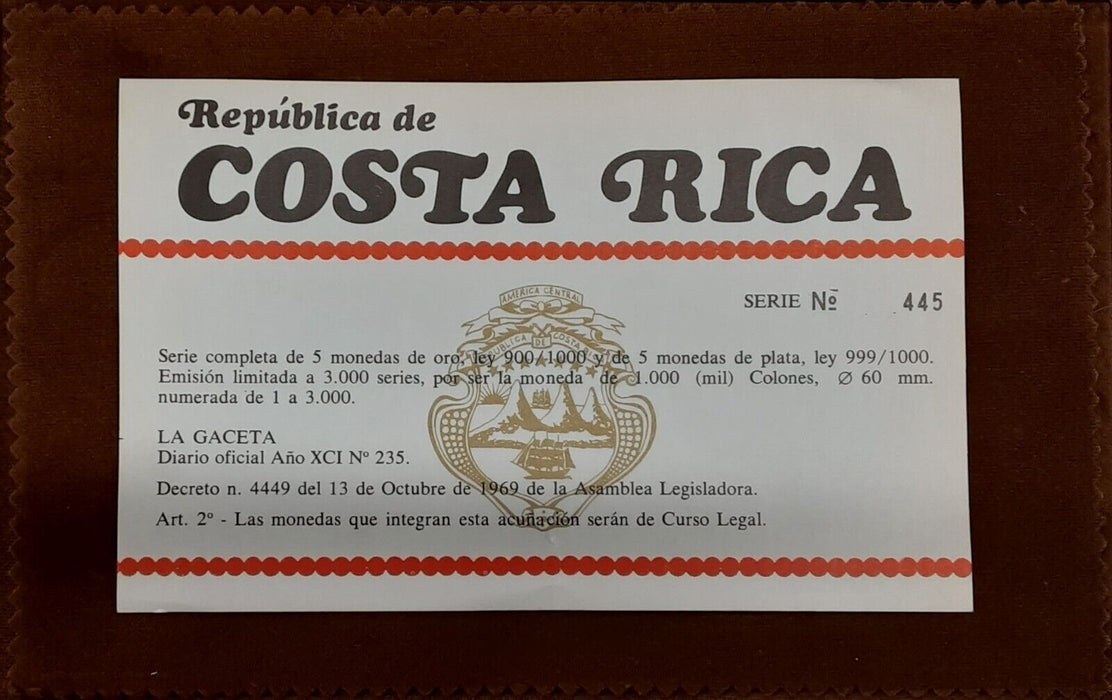 República de
COSTA RICA
SERIE Nº 445
AMERICA CENTRAL
REPUBLICA DE COSTA
Serie completa de 5 monedas de oro, ley 900/1000 y de 5 monedas de plata, ley 999/1000.
Emisión limitada a 3.000 series, por ser la moneda de 1.000 (mil) Colones, ∅ 60 mm.
numerada de 1 a 3.000.
LA GACETA
Diario oficial Año XCI Nº 235.
Decreto n. 4449 del 13 de Octubre de 1969 de la Asamblea Legisladora.
Art. 2º - Las monedas que integran esta acuñación serán de Curso Legal.